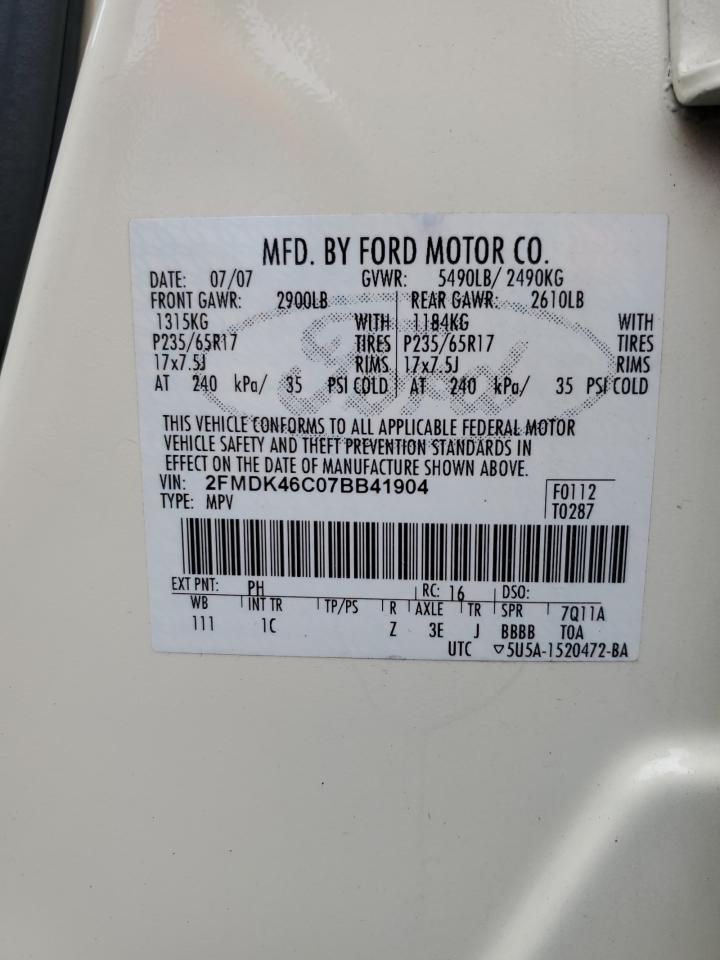 MFD. BY FORD MOTOR CO.
DATE: 07/07 GVWR: 5490LB/ 2490KG
FRONT GAWR: 2900LB REAR GAWR: 2610LB
1315KG WITH 1184KG WITH
P235/65R17 TIRES P235/65R17 TIRES
17x7.5J RIMS 17x7.5J RIMS
AT 240 kPa/ 35 PSI COLD AT 240 kPa/ 35 PSI COLD
Ford
THIS VEHICLE CONFORMS TO ALL APPLICABLE FEDERAL MOTOR
VEHICLE SAFETY AND THEFT PREVENTION STANDARDS IN
EFFECT ON THE DATE OF MANUFACTURE SHOWN ABOVE.
VIN: 2FMDK46C07BB41904
TYPE: MPV
F0112
T0287
EXT PNT: PH RC: 16 DSO:
WB INT TR TP/PS R AXLE TR SPR 7Q11A
111 1C Z 3E J BBBB T0A
UTC ▽5U5A-1520472-BA